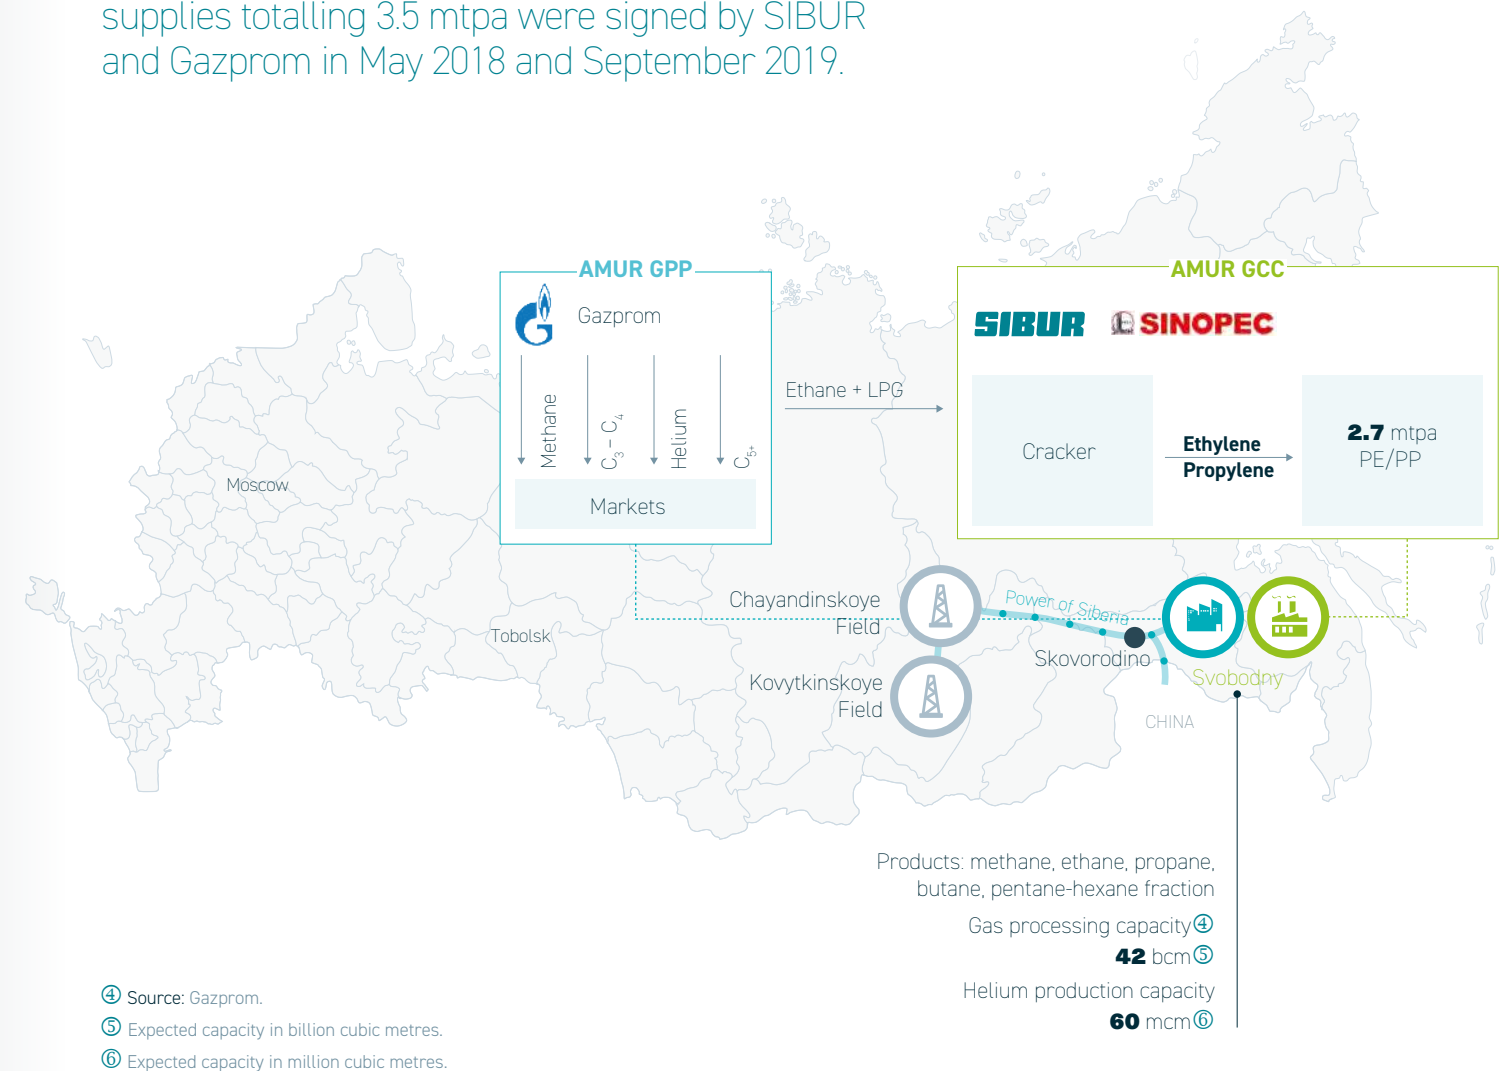 supplies totalling 3.5 mtpa were signed by SIBUR
and Gazprom in May 2018 and September 2019.
AMUR GPP
Gazprom
Methane
C₃ – C₄
Helium
C₅₊
Markets
Ethane + LPG
AMUR GCC
SIBUR
SINOPEC
Cracker
Ethylene
Propylene
2.7 mtpa
PE/PP
Moscow
Tobolsk
Chayandinskoye
Field
Kovytkinskoye
Field
Power of Siberia
Skovorodino
Svobodny
CHINA
Products: methane, ethane, propane,
butane, pentane-hexane fraction
Gas processing capacity④
42 bcm⑤
Helium production capacity
60 mcm⑥
④ Source: Gazprom.
⑤ Expected capacity in billion cubic metres.
⑥ Expected capacity in million cubic metres.